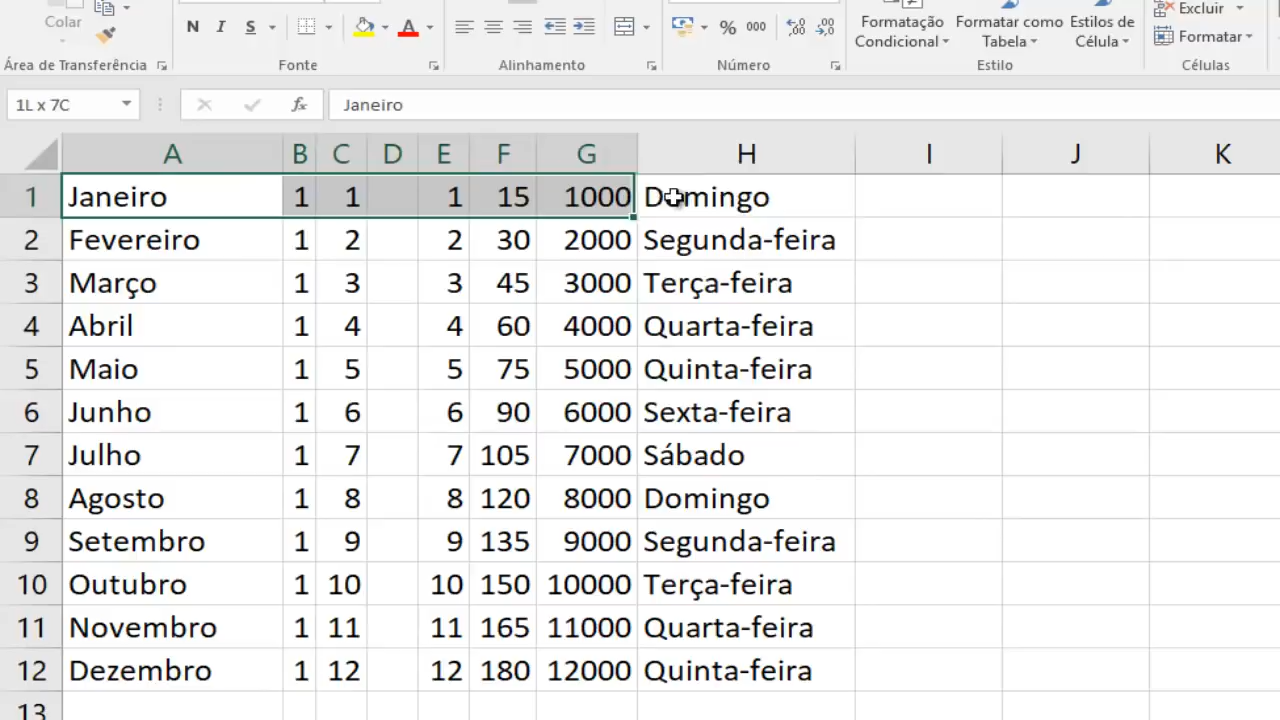 Colar N I S % 000 Formatação Condicional Formatar como Tabela Estilos de Célula Excluir Formatar
Área de Transferência Fonte Alinhamento Número Estilo Células
1L x 7C fx Janeiro
A B C D E F G H I J K
1 Janeiro 1 1 1 15 1000 Domingo
2 Fevereiro 1 2 2 30 2000 Segunda-feira
3 Março 1 3 3 45 3000 Terça-feira
4 Abril 1 4 4 60 4000 Quarta-feira
5 Maio 1 5 5 75 5000 Quinta-feira
6 Junho 1 6 6 90 6000 Sexta-feira
7 Julho 1 7 7 105 7000 Sábado
8 Agosto 1 8 8 120 8000 Domingo
9 Setembro 1 9 9 135 9000 Segunda-feira
10 Outubro 1 10 10 150 10000 Terça-feira
11 Novembro 1 11 11 165 11000 Quarta-feira
12 Dezembro 1 12 12 180 12000 Quinta-feira
13